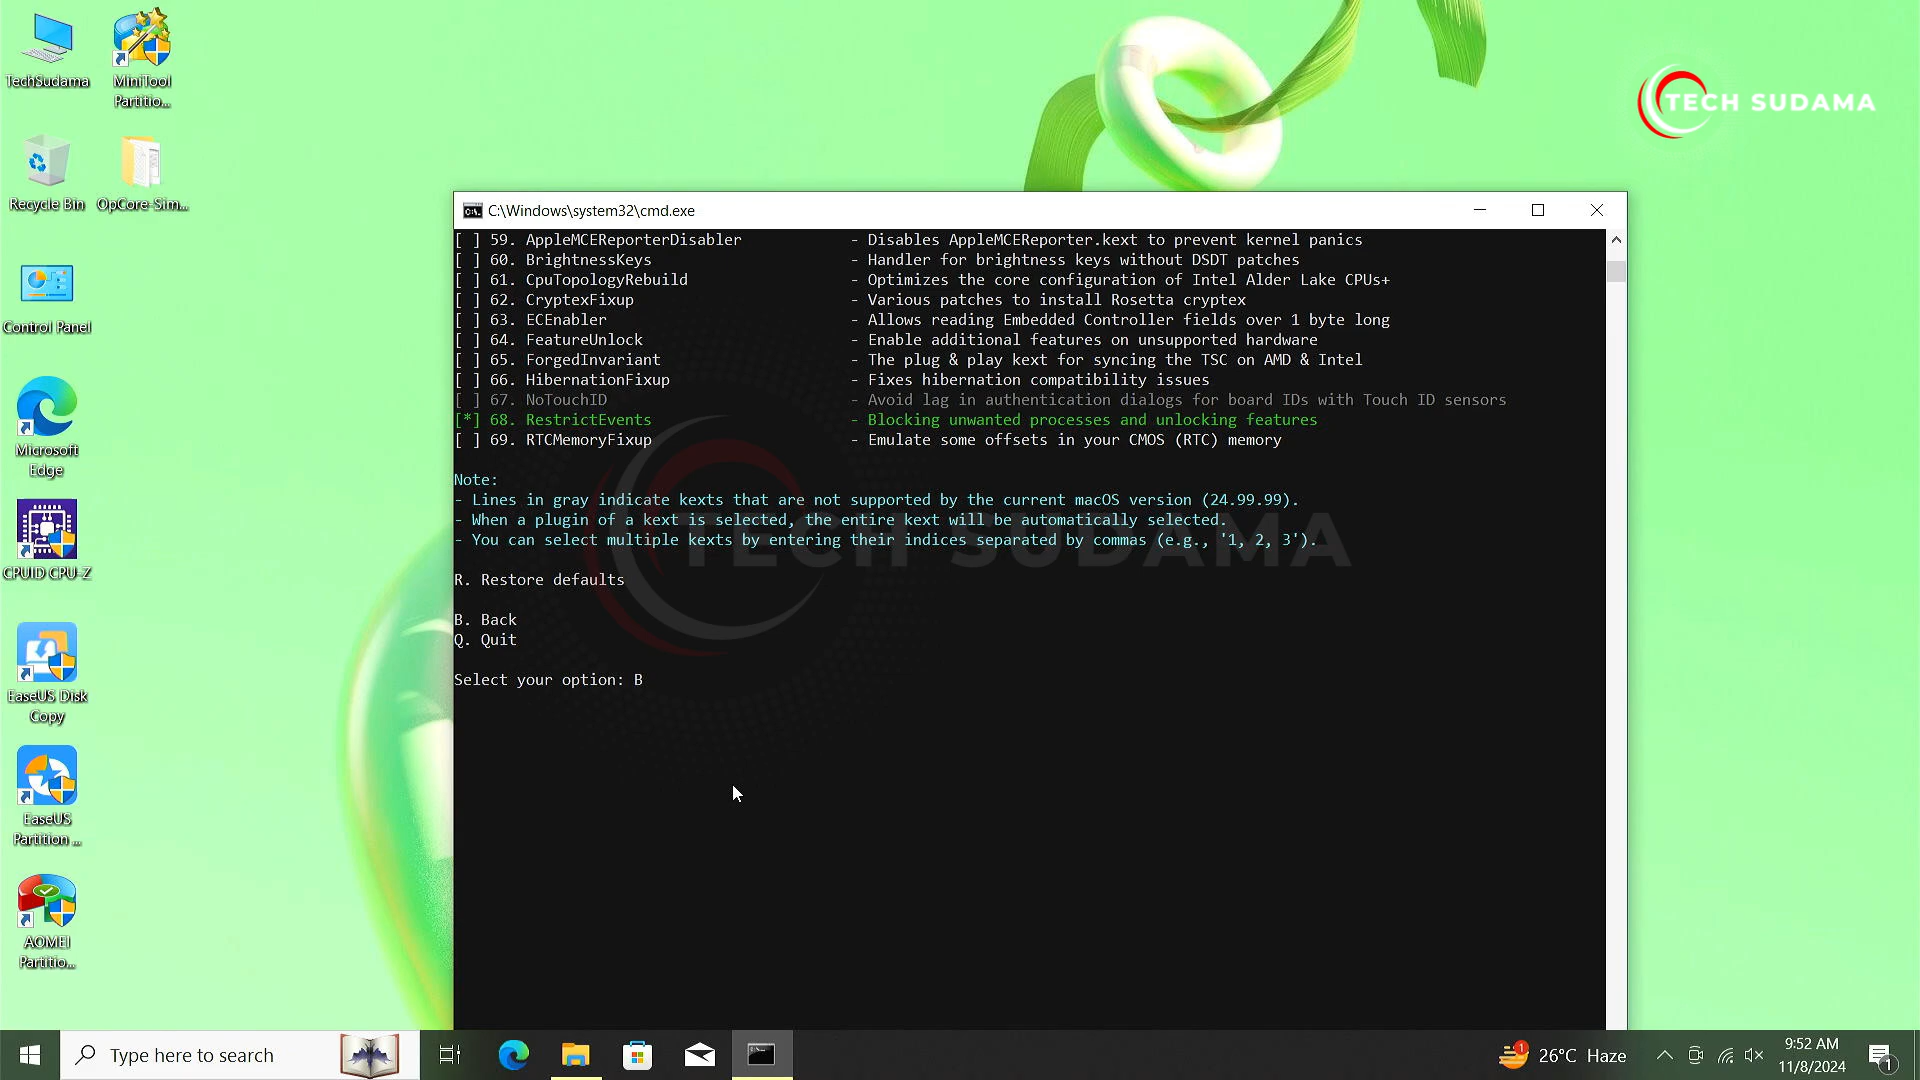 TechSudama
MiniTool
Partitio...
Recycle Bin
OpCore-Sim...
Control Panel
Microsoft
Edge
CPUID CPU-Z
EaseUS Disk
Copy
EaseUS
Partition ...
AOMEI
Partitio...
TECH SUDAMA
C:\Windows\system32\cmd.exe
[ ] 59. AppleMCEReporterDisabler - Disables AppleMCEReporter.kext to prevent kernel panics
[ ] 60. BrightnessKeys - Handler for brightness keys without DSDT patches
[ ] 61. CpuTopologyRebuild - Optimizes the core configuration of Intel Alder Lake CPUs+
[ ] 62. CryptexFixup - Various patches to install Rosetta cryptex
[ ] 63. ECEnabler - Allows reading Embedded Controller fields over 1 byte long
[ ] 64. FeatureUnlock - Enable additional features on unsupported hardware
[ ] 65. ForgedInvariant - The plug & play kext for syncing the TSC on AMD & Intel
[ ] 66. HibernationFixup - Fixes hibernation compatibility issues
[ ] 67. NoTouchID - Avoid lag in authentication dialogs for board IDs with Touch ID sensors
[*] 68. RestrictEvents - Blocking unwanted processes and unlocking features
[ ] 69. RTCMemoryFixup - Emulate some offsets in your CMOS (RTC) memory
Note:
- Lines in gray indicate kexts that are not supported by the current macOS version (24.99.99).
- When a plugin of a kext is selected, the entire kext will be automatically selected.
- You can select multiple kexts by entering their indices separated by commas (e.g., '1, 2, 3').
TECH SUDAMA
R. Restore defaults
B. Back
Q. Quit
Select your option: B
Type here to search
1
26°C Haze
9:52 AM
11/8/2024
1